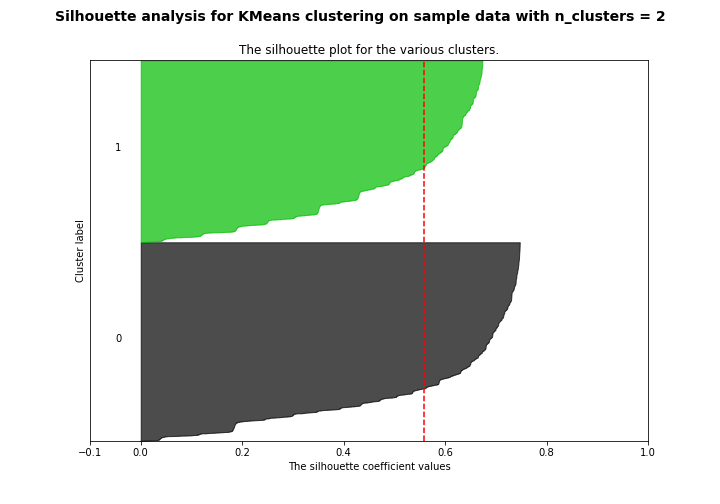 Silhouette analysis for KMeans clustering on sample data with n_clusters = 2
The silhouette plot for the various clusters.
1
Cluster label
0
−0.1 0.0 0.2 0.4 0.6 0.8 1.0
The silhouette coefficient values